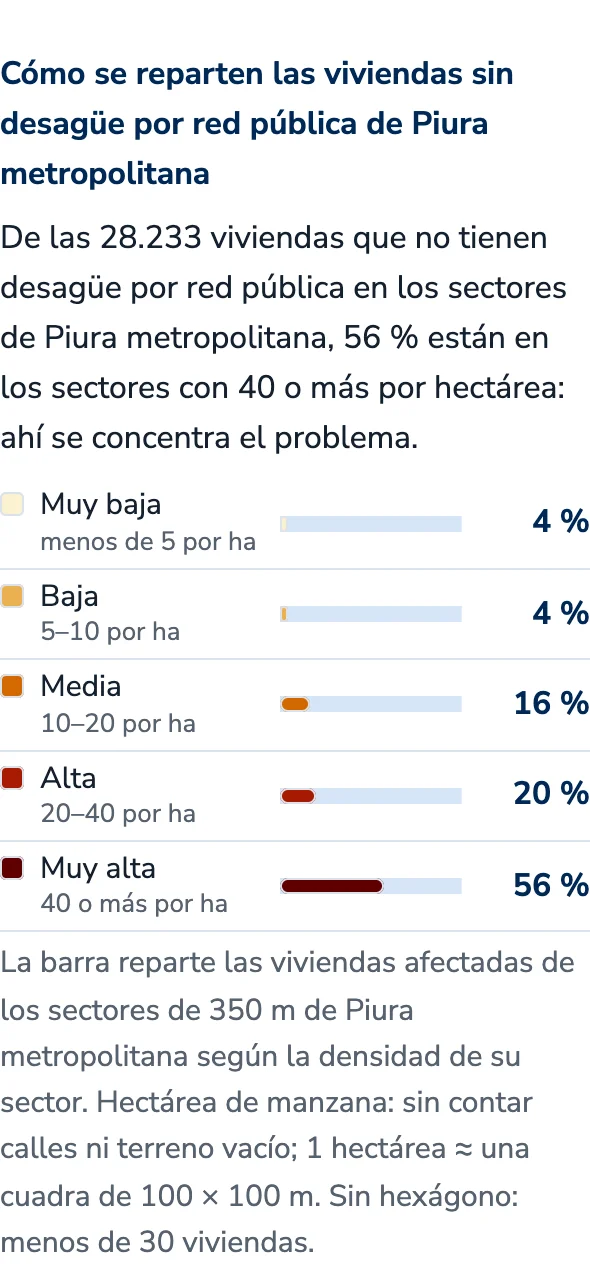 Cómo se reparten las viviendas sin
desagüe por red pública de Piura
metropolitana
De las 28.233 viviendas que no tienen
desagüe por red pública en los sectores
de Piura metropolitana, 56 % están en
los sectores con 40 o más por hectárea:
ahí se concentra el problema.
Muy baja
menos de 5 por ha
4 %
Baja
5–10 por ha
4 %
Media
10–20 por ha
16 %
Alta
20–40 por ha
20 %
Muy alta
40 o más por ha
56 %
La barra reparte las viviendas afectadas de
los sectores de 350 m de Piura
metropolitana según la densidad de su
sector. Hectárea de manzana: sin contar
calles ni terreno vacío; 1 hectárea ≈ una
cuadra de 100 × 100 m. Sin hexágono:
menos de 30 viviendas.